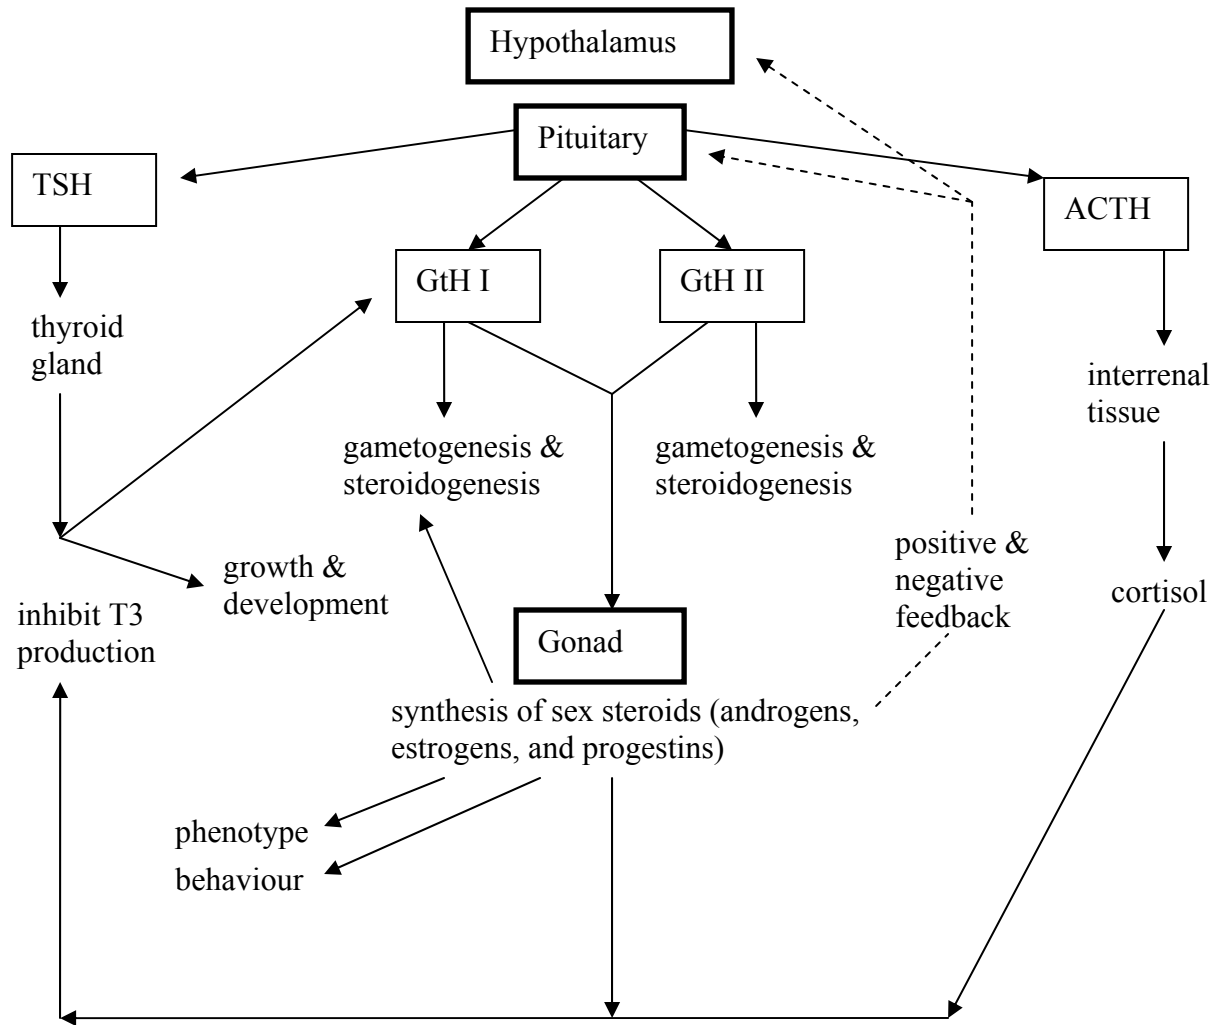 Hypothalamus
Pituitary
TSH
ACTH
GtH I
GtH II
thyroid
gland
interrenal
tissue
gametogenesis &
steroidogenesis
gametogenesis &
steroidogenesis
positive &
negative
feedback
growth &
development
cortisol
inhibit T3
production
Gonad
synthesis of sex steroids (androgens,
estrogens, and progestins)
phenotype
behaviour